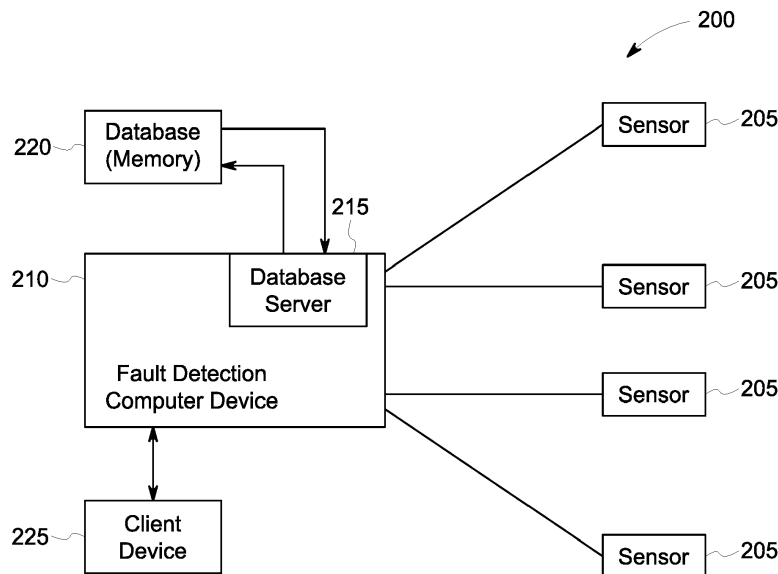 200
Database
(Memory)
220
Sensor
205
215
210
Database
Server
Sensor
205
Fault Detection
Computer Device
Sensor
205
225
Client
Device
Sensor
205